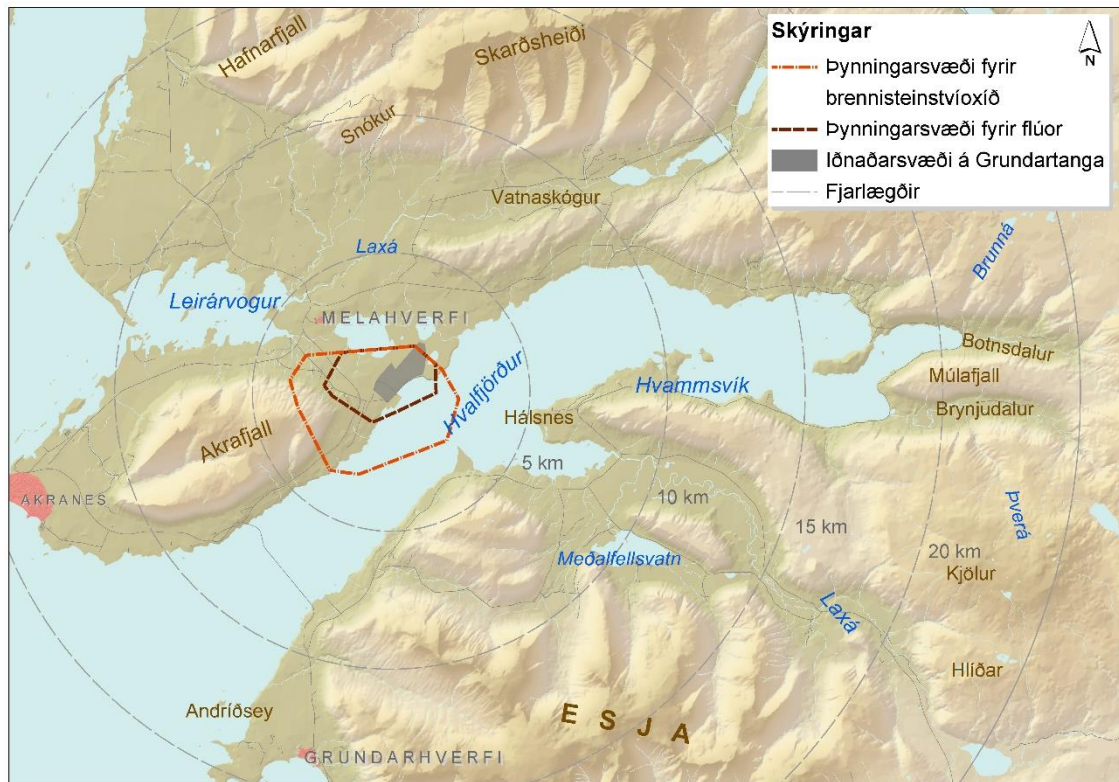 Skýringar
N
Þynningarsvæði fyrir
brennisteinstvíoxíð
Þynningarsvæði fyrir flúor
Iðnaðarsvæði á Grundartanga
Fjarlægðir
Hafnarfjall
Skarðsheiði
Snókur
Vatnaskógur
Laxá
Brunná
Leirárvogur
MELAHVERFI
Botnsdalur
Múlafjall
Hvalfjörður
Hvammsvík
Brynjudalur
Hálsnes
Akrafjall
5 km
AKRANES
10 km
15 km
Þverá
20 km
Meðalfellsvatn
Kjölur
Laxá
Hlíðar
Andríðsey
ESJA
GRUNDARHVERFI